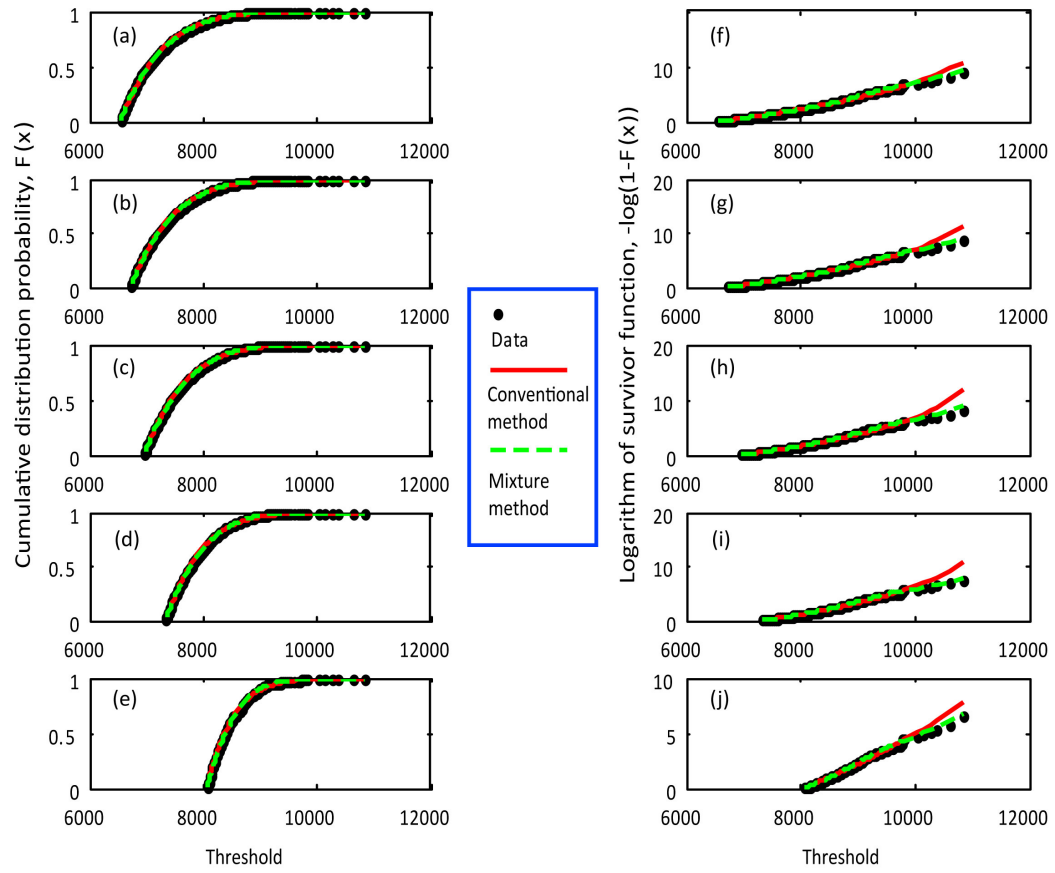 Cumulative distribution probability, F (x)
(a)
1
0.5
0
6000 8000 10000 12000
(b)
1
0.5
0
6000 8000 10000 12000
(c)
1
0.5
0
6000 8000 10000 12000
(d)
1
0.5
0
6000 8000 10000 12000
(e)
1
0.5
0
6000 8000 10000 12000
Threshold
Data
Conventional
method
Mixture
method
Logarithm of survivor function, -log(1-F (x))
(f)
20
10
0
6000 8000 10000 12000
(g)
20
10
0
6000 8000 10000 12000
(h)
20
10
0
6000 8000 10000 12000
(i)
20
10
0
6000 8000 10000 12000
(j)
10
5
0
6000 8000 10000 12000
Threshold